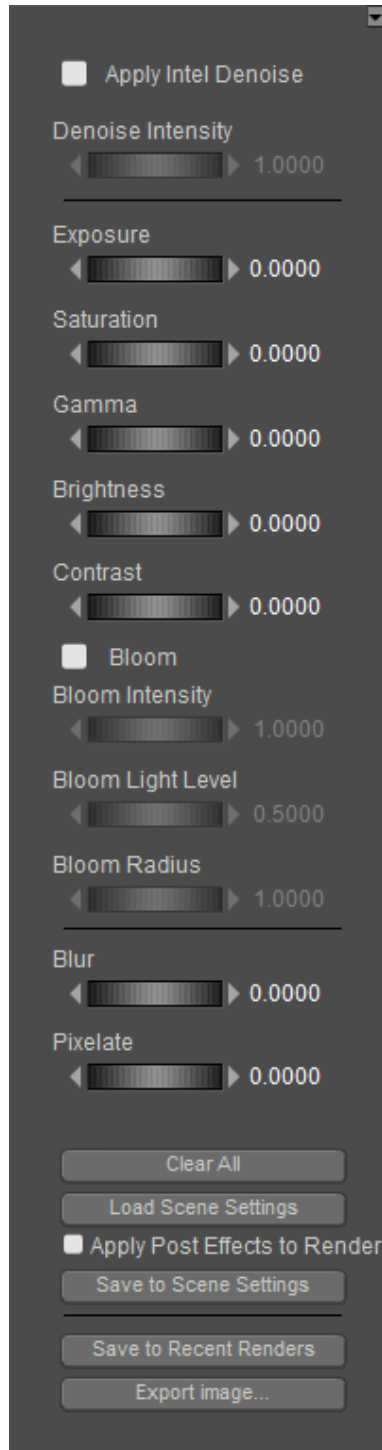 Apply Intel Denoise
Denoise Intensity
1.0000
Exposure
0.0000
Saturation
0.0000
Gamma
0.0000
Brightness
0.0000
Contrast
0.0000
Bloom
Bloom Intensity
1.0000
Bloom Light Level
0.5000
Bloom Radius
1.0000
Blur
0.0000
Pixelate
0.0000
Clear All
Load Scene Settings
Apply Post Effects to Render
Save to Scene Settings
Save to Recent Renders
Export image...